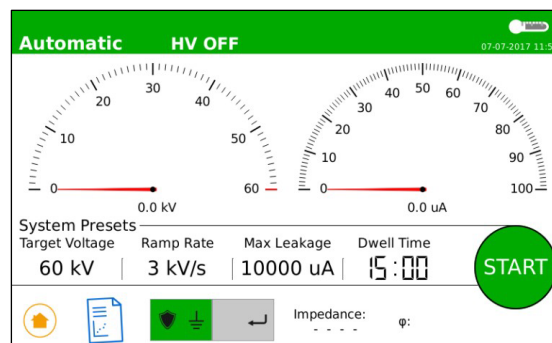 Automatic HV OFF
07-07-2017 11:5
0 10 20 30 40 50 60
0.0 kV
0 10 20 30 40 50 60 70 80 90 100
0.0 uA
System Presets
Target Voltage Ramp Rate Max Leakage Dwell Time
60 kV 3 kV/s 10000 uA 15:00
START
Impedance: φ:
- - - -